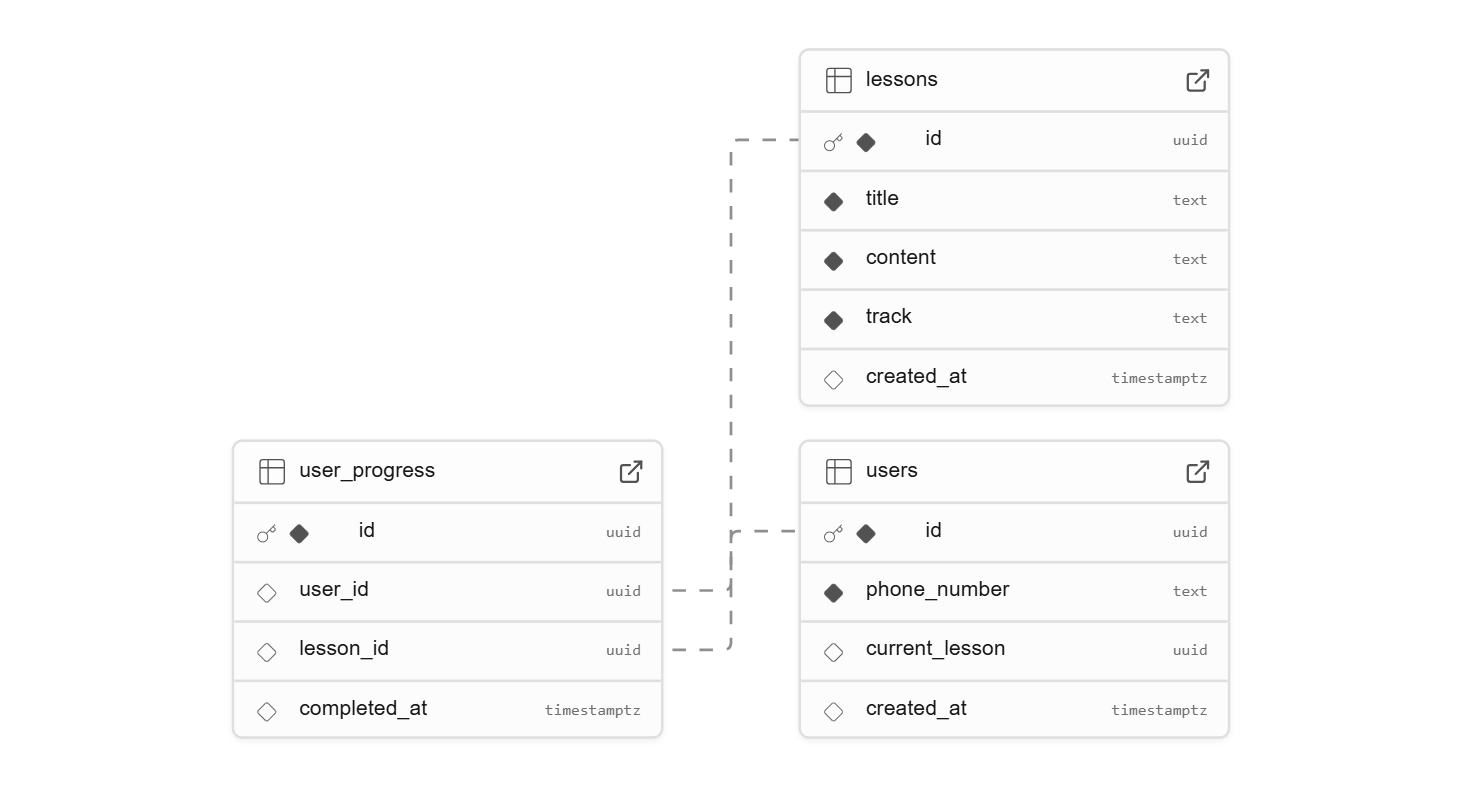 lessons
id uuid
title text
content text
track text
created_at timestamptz
user_progress
id uuid
user_id uuid
lesson_id uuid
completed_at timestamptz
users
id uuid
phone_number text
current_lesson uuid
created_at timestamptz